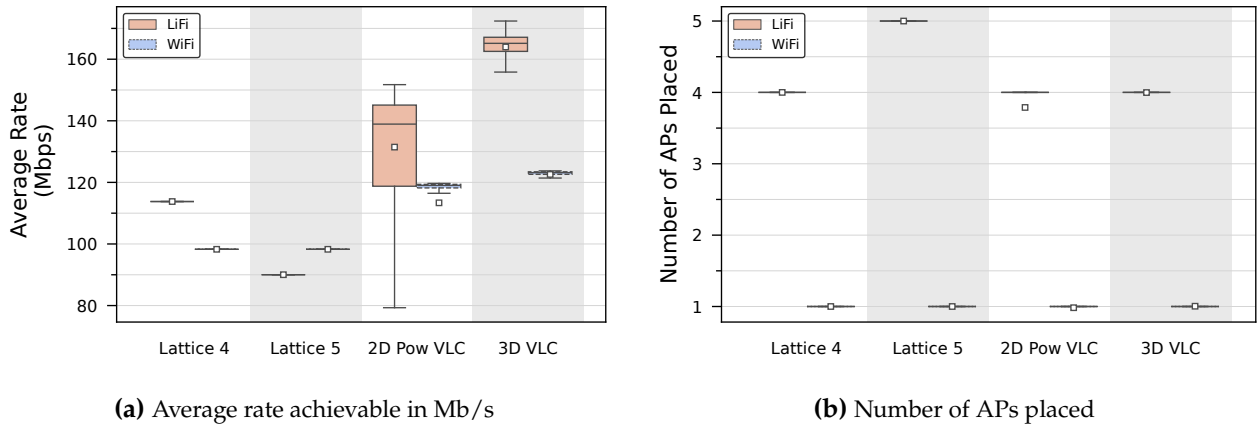 LiFi
WiFi
Average Rate
(Mbps)
160
140
120
100
80
Lattice 4
Lattice 5
2D Pow VLC
3D VLC
(a) Average rate achievable in Mb/s
LiFi
WiFi
Number of APs Placed
5
4
3
2
1
Lattice 4
Lattice 5
2D Pow VLC
3D VLC
(b) Number of APs placed